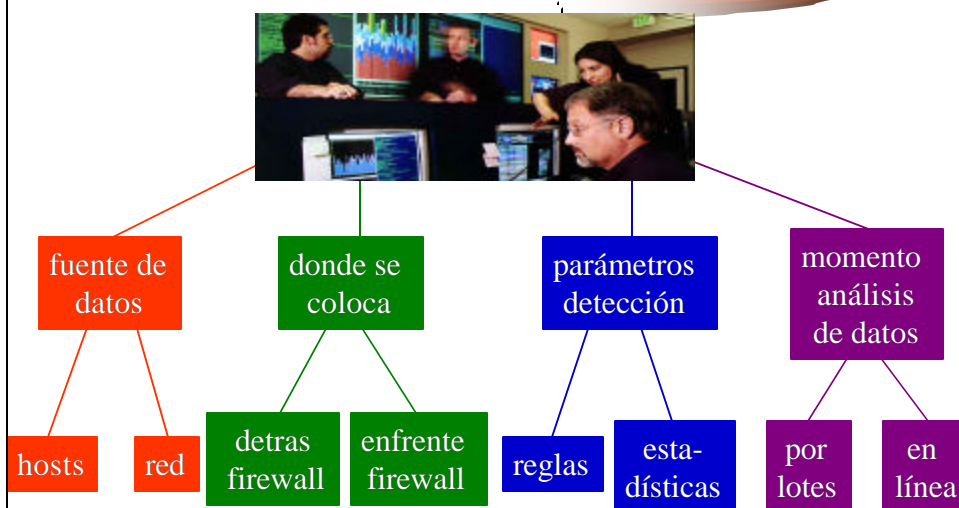 fuente de
datos
donde se
coloca
parámetros
detección
momento
análisis
de datos
hosts
red
detras
firewall
enfrente
firewall
reglas
esta-
dísticas
por
lotes
en
línea